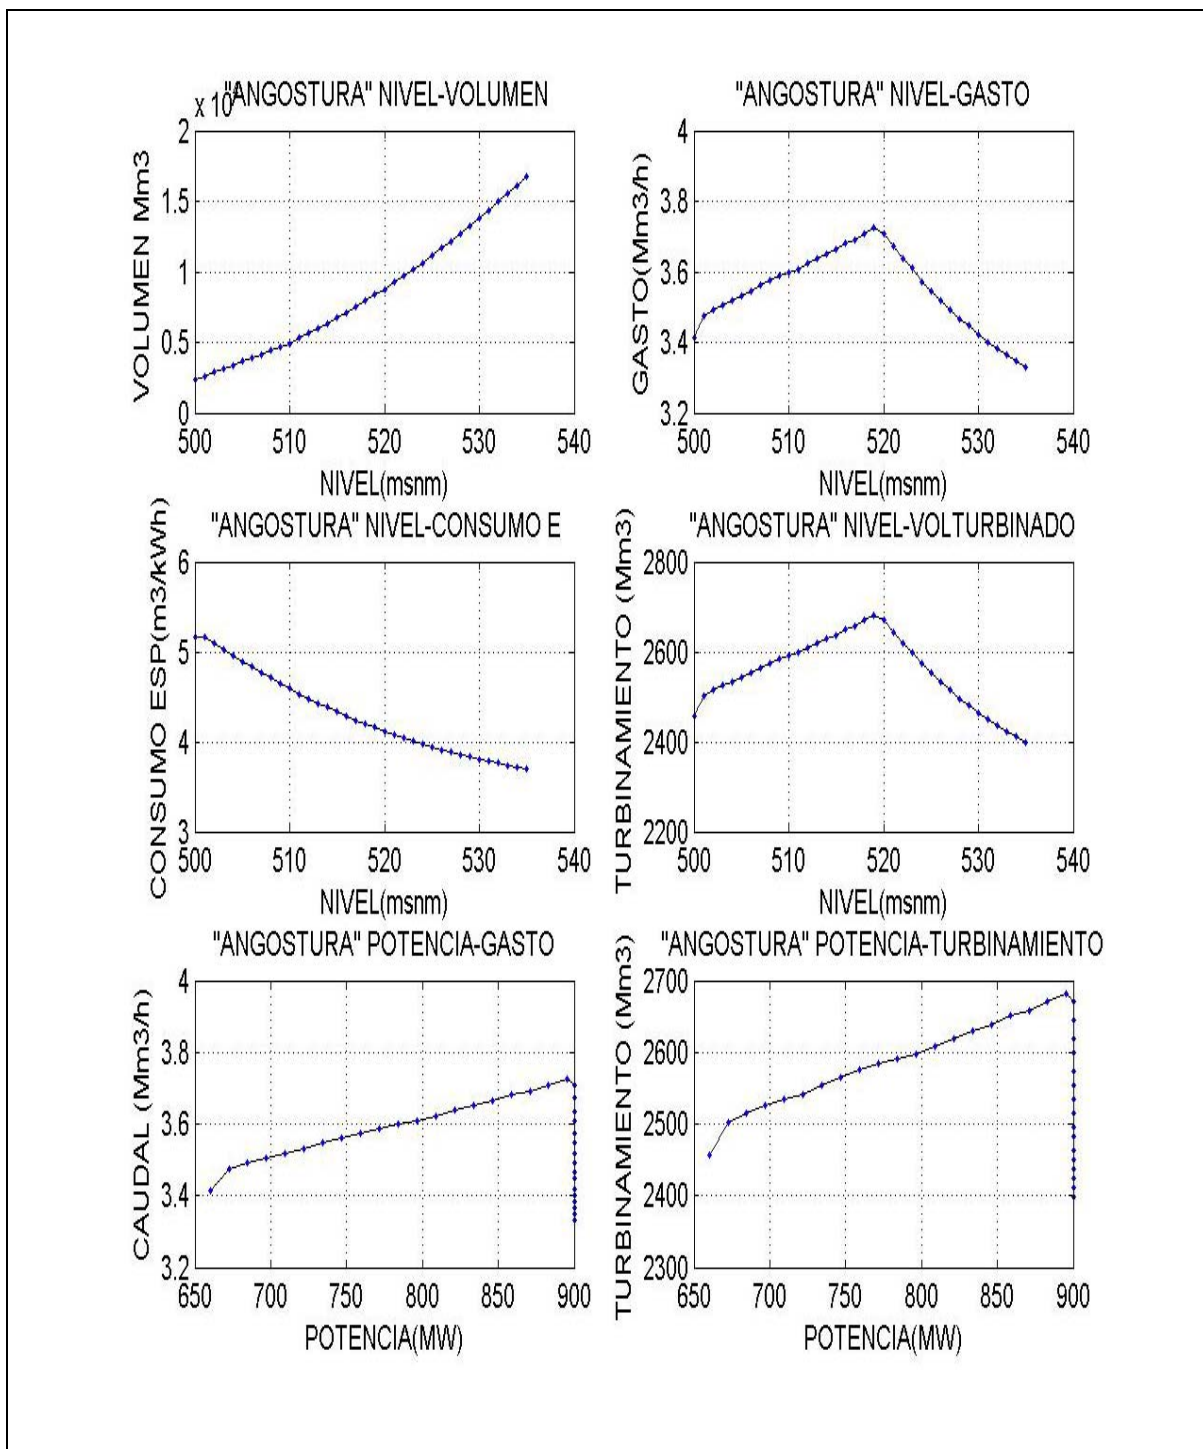 "ANGOSTURA" NIVEL-VOLUMEN
x 10
VOLUMEN Mm3
2
1.5
1
0.5
0
500 510 520 530 540
NIVEL(msnm)
"ANGOSTURA" NIVEL-GASTO
GASTO(Mm3/h)
4
3.8
3.6
3.4
3.2
500 510 520 530 540
NIVEL(msnm)
"ANGOSTURA" NIVEL-CONSUMO E
CONSUMO ESP(m3/kWh)
6
5
4
3
500 510 520 530 540
NIVEL(msnm)
"ANGOSTURA" NIVEL-VOLTURBINADO
TURBINAMIENTO (Mm3)
2800
2600
2400
2200
500 510 520 530 540
NIVEL(msnm)
"ANGOSTURA" POTENCIA-GASTO
CAUDAL (Mm3/h)
4
3.8
3.6
3.4
3.2
650 700 750 800 850 900
POTENCIA(MW)
"ANGOSTURA" POTENCIA-TURBINAMIENTO
TURBINAMIENTO (Mm3)
2700
2600
2500
2400
2300
650 700 750 800 850 900
POTENCIA(MW)